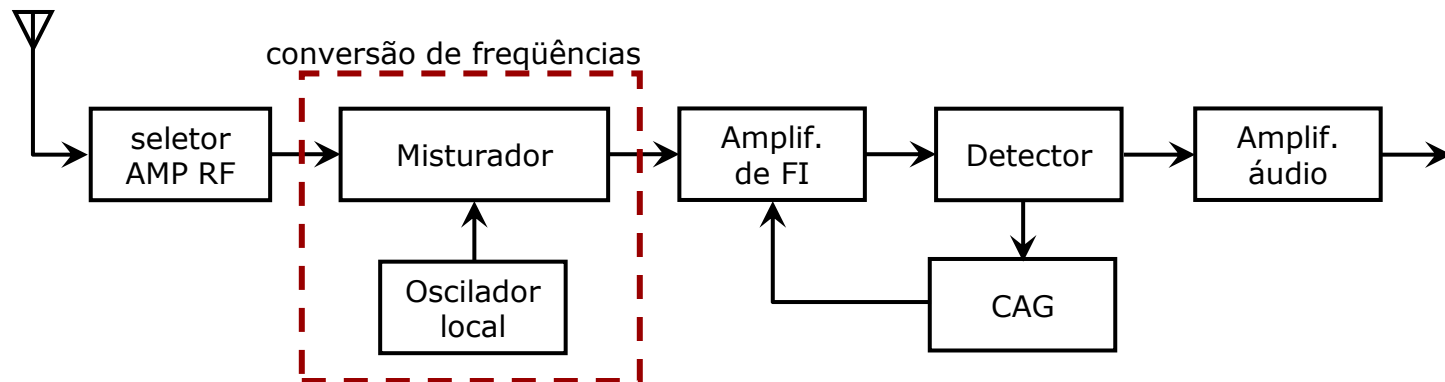 conversão de freqüências
seletor
AMP RF
Misturador
Amplif.
de FI
Detector
Amplif.
áudio
Oscilador
local
CAG